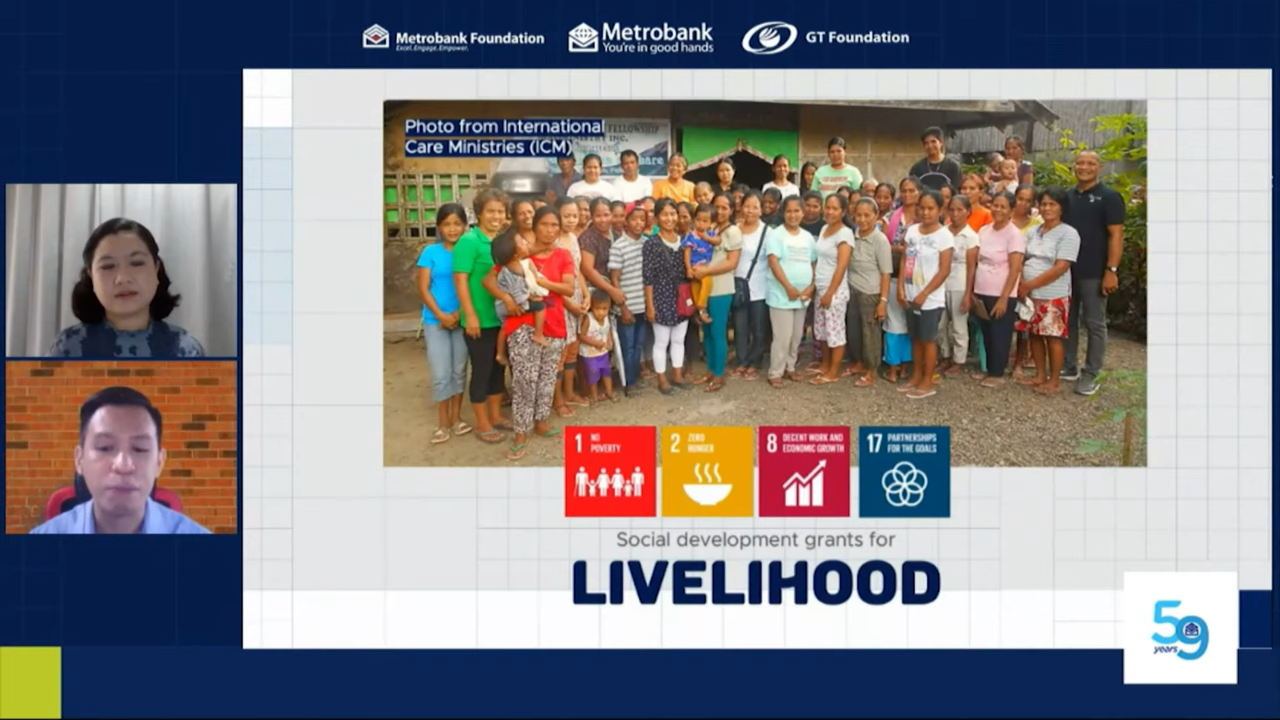 Metrobank Foundation
Excel. Engage. Empower.
Metrobank
You're in good hands
GT Foundation
Photo from International
Care Ministries (ICM)
FELLOWSHIP
INC.
1 NO
POVERTY
2 ZERO
HUNGER
8 DECENT WORK AND
ECONOMIC GROWTH
17 PARTNERSHIPS
FOR THE GOALS
Social development grants for
LIVELIHOOD
59
years